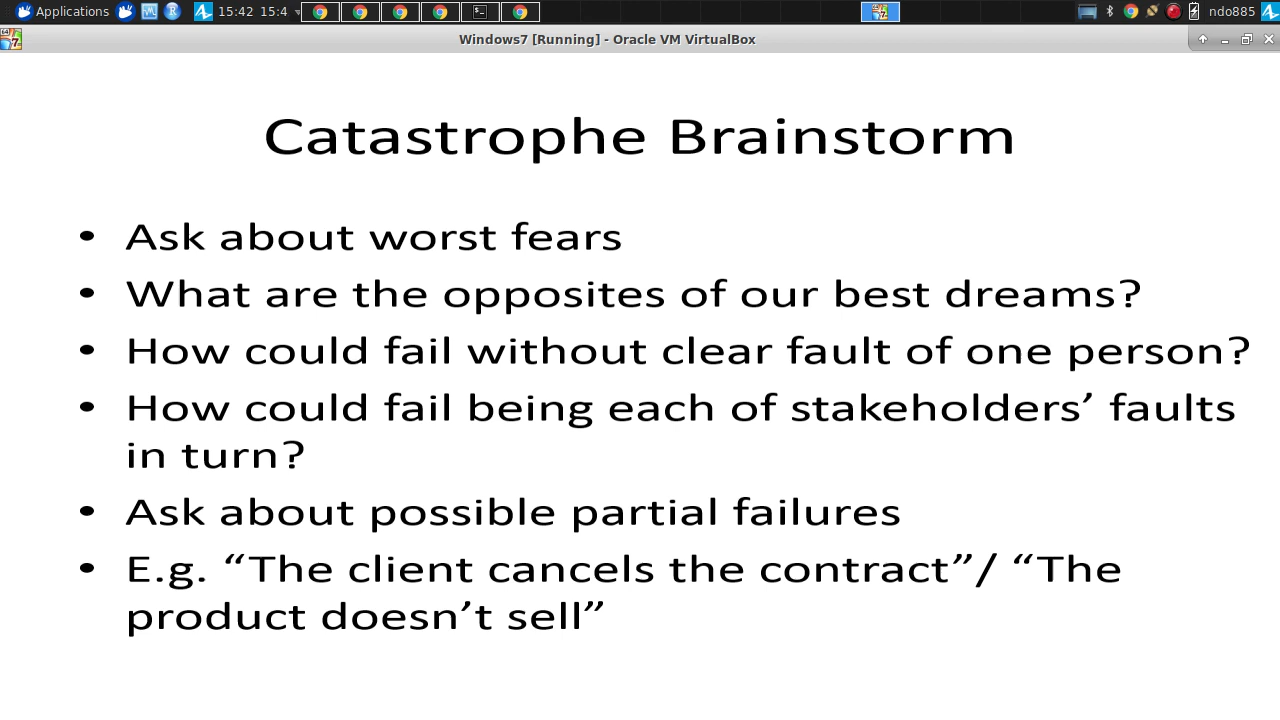 Applications 15:42 15:4 ndo885
Windows7 [Running] - Oracle VM VirtualBox
Catastrophe Brainstorm
• Ask about worst fears
• What are the opposites of our best dreams?
• How could fail without clear fault of one person?
• How could fail being each of stakeholders’ faults
in turn?
• Ask about possible partial failures
• E.g. “The client cancels the contract”/ “The
product doesn’t sell”